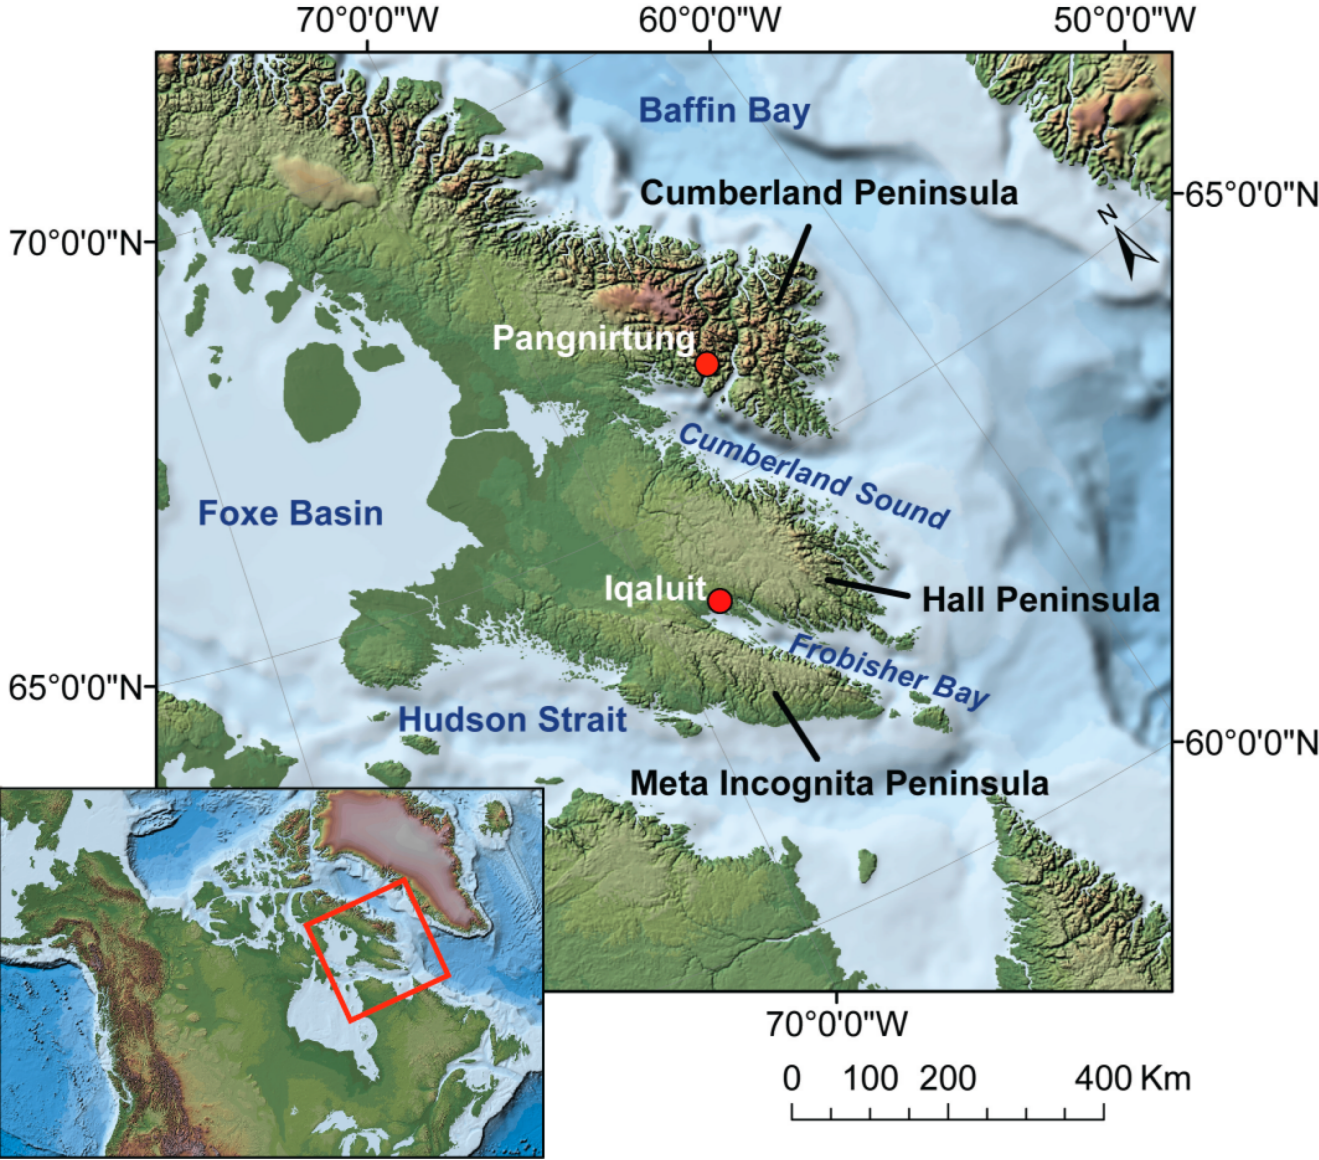 70°0'0"W 60°0'0"W 50°0'0"W
Baffin Bay
Cumberland Peninsula
65°0'0"N
N
70°0'0"N
Pangnirtung
Cumberland Sound
Foxe Basin
Iqaluit
Hall Peninsula
Frobisher Bay
65°0'0"N
Hudson Strait
60°0'0"N
Meta Incognita Peninsula
70°0'0"W
0 100 200 400 Km